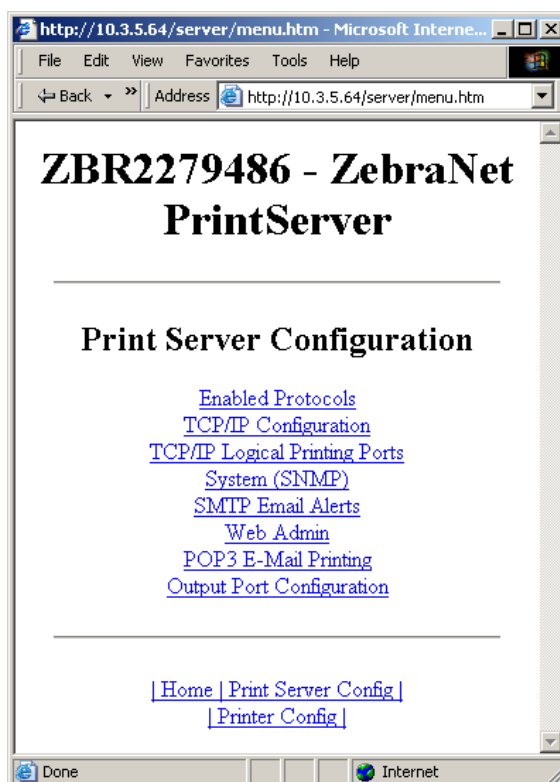 http://10.3.5.64/server/menu.htm - Microsoft Interne...
File Edit View Favorites Tools Help
Back » Address http://10.3.5.64/server/menu.htm
ZBR2279486 - ZebraNet
PrintServer
Print Server Configuration
Enabled Protocols
TCP/IP Configuration
TCP/IP Logical Printing Ports
System (SNMP)
SMTP Email Alerts
Web Admin
POP3 E-Mail Printing
Output Port Configuration
| Home | Print Server Config |
| Printer Config |
Done Internet